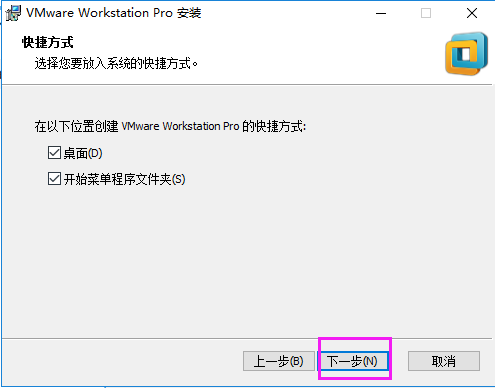 VMware Workstation Pro 安装
快捷方式
选择您要放入系统的快捷方式。
在以下位置创建 VMware Workstation Pro 的快捷方式:
桌面(D)
开始菜单程序文件夹(S)
上一步(B) 下一步(N) 取消